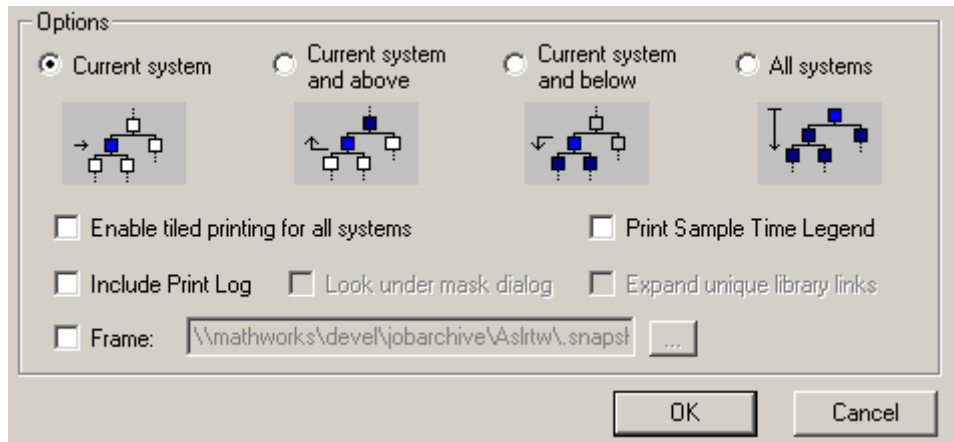 Options
Current system
Current system
and above
Current system
and below
All systems
Enable tiled printing for all systems
Print Sample Time Legend
Include Print Log
Look under mask dialog
Expand unique library links
Frame:
\\mathworks\devel\jobarchive\Aslrtw\.snapsh
...
OK
Cancel